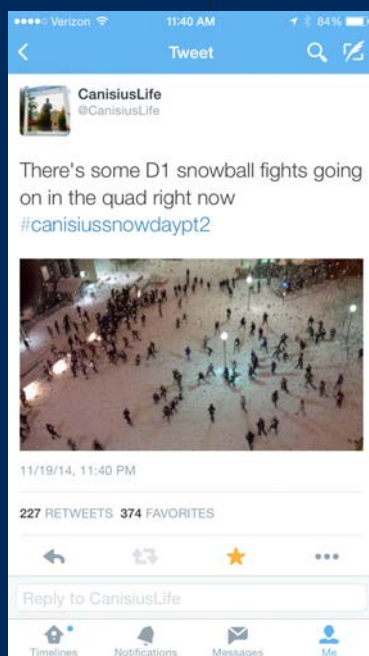 Verizon 11:40 AM 84%
Tweet
CanisiusLife
@CanisiusLife
There's some D1 snowball fights going
on in the quad right now
#canisiussnowdaypt2
11/19/14, 11:40 PM
227 RETWEETS 374 FAVORITES
Reply to CanisiusLife
Timelines Notifications Messages Me